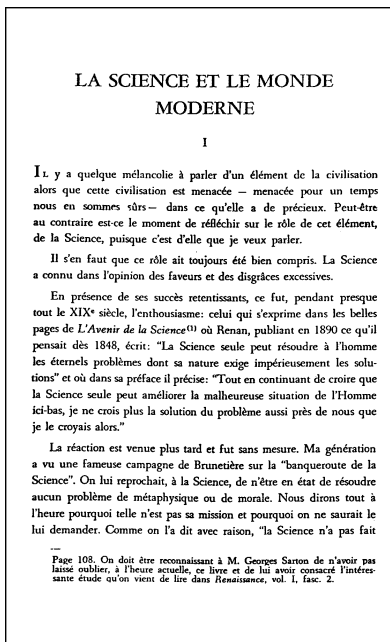 LA SCIENCE ET LE MONDE
MODERNE
I
IL y a quelque mélancolie à parler d'un élément de la civilisation
alors que cette civilisation est menacée — menacée pour un temps
nous en sommes sûrs — dans ce qu'elle a de précieux. Peut-être
au contraire est-ce le moment de réfléchir sur le rôle de cet élément,
de la Science, puisque c'est d'elle que je veux parler.
Il s'en faut que ce rôle ait toujours été bien compris. La Science
a connu dans l'opinion des faveurs et des disgrâces excessives.
En présence de ses succès retentissants, ce fut, pendant presque
tout le XIXe siècle, l'enthousiasme: celui qui s'exprime dans les belles
pages de L'Avenir de la Science(1) où Renan, publiant en 1890 ce qu'il
pensait dès 1848, écrit: "La Science seule peut résoudre à l'homme
les éternels problèmes dont sa nature exige impérieusement les solu-
tions" et où dans sa préface il précise: "Tout en continuant de croire que
la Science seule peut améliorer la malheureuse situation de l'Homme
ici-bas, je ne crois plus la solution du problème aussi près de nous que
je le croyais alors."
La réaction est venue plus tard et fut sans mesure. Ma génération
a vu une fameuse campagne de Brunetière sur la "banqueroute de la
Science". On lui reprochait, à la Science, de n'être en état de résoudre
aucun problème de métaphysique ou de morale. Nous dirons tout à
l'heure pourquoi telle n'est pas sa mission et pourquoi on ne saurait le
lui demander. Comme on l'a dit avec raison, "la Science n'a pas fait
Page 108. On doit être reconnaissant à M. Georges Sarton de n'avoir pas
laissé oublier, à l'heure actuelle, ce livre et de lui avoir consacré l'intéres-
sante étude qu'on vient de lire dans Renaissance, vol. I, fasc. 2.